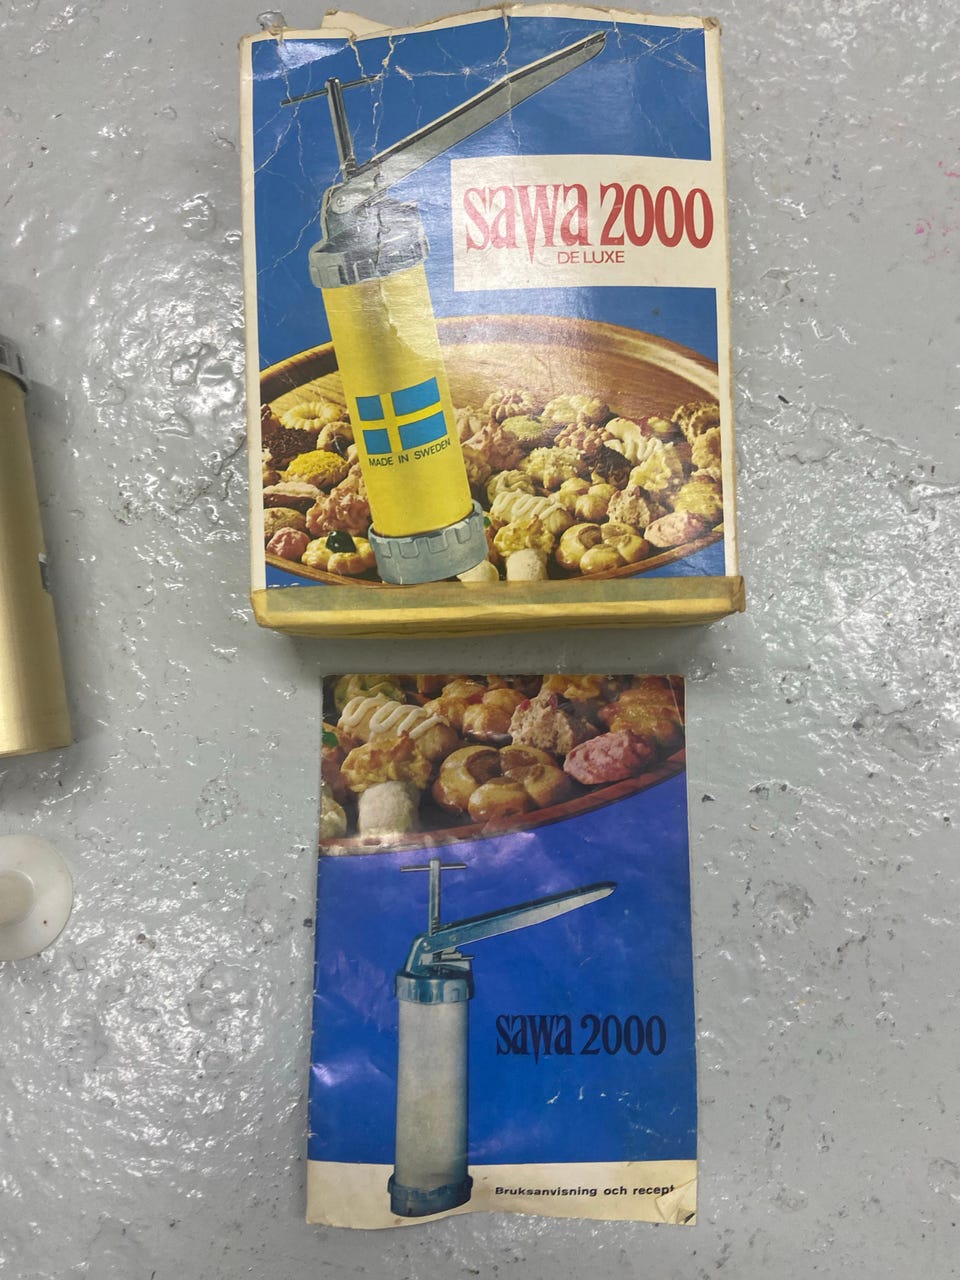 sawa 2000
DE LUXE
MADE IN SWEDEN
sawa 2000
Bruksanvisning och recept